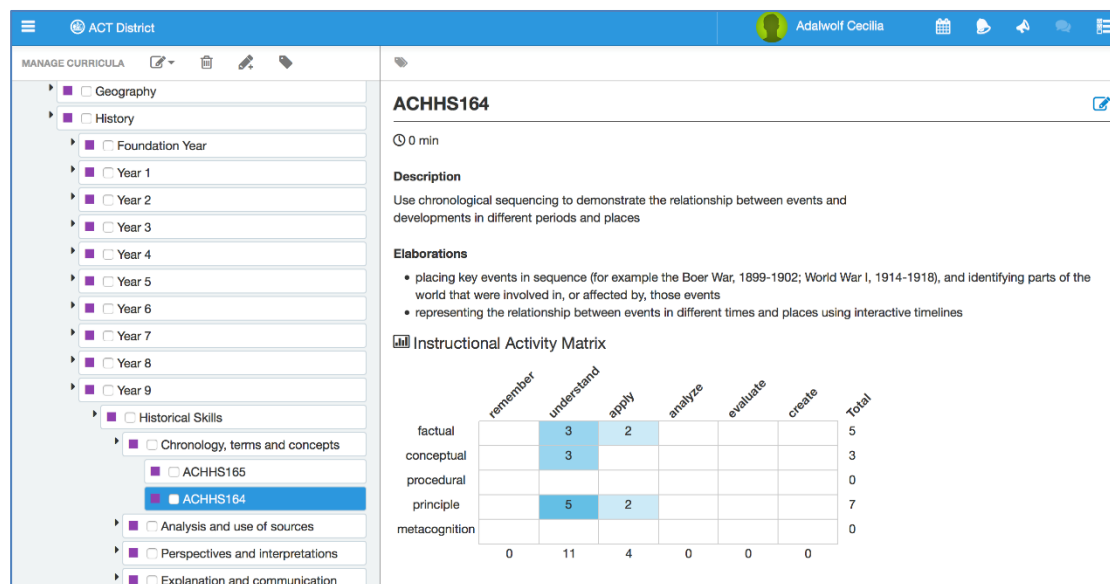 ACT District
Adalwolf Cecilia
MANAGE CURRICULA
Geography
History
Foundation Year
Year 1
Year 2
Year 3
Year 4
Year 5
Year 6
Year 7
Year 8
Year 9
Historical Skills
Chronology, terms and concepts
ACHHS165
ACHHS164
Analysis and use of sources
Perspectives and interpretations
Explanation and communication
ACHHS164
0 min
Description
Use chronological sequencing to demonstrate the relationship between events and
developments in different periods and places
Elaborations
• placing key events in sequence (for example the Boer War, 1899-1902; World War I, 1914-1918), and identifying parts of the
world that were involved in, or affected by, those events
• representing the relationship between events in different times and places using interactive timelines
Instructional Activity Matrix
remember understand apply analyze evaluate create Total
factual 3 2 5
conceptual 3 3
procedural 0
principle 5 2 7
metacognition 0
0 11 4 0 0 0